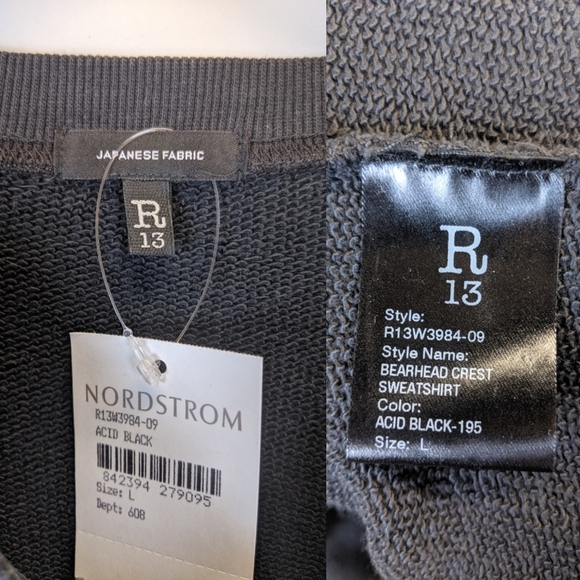 JAPANESE FABRIC
R
13
NORDSTROM
R13W3984-09
ACID BLACK
842394 279095
Size: L
Dept: 608
R
13
Style:
R13W3984-09
Style Name:
BEARHEAD CREST
SWEATSHIRT
Color:
ACID BLACK-195
Size: L